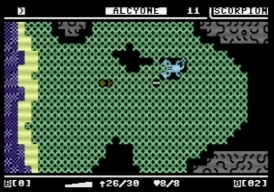 ALCYONE 11 SCORPION
B[0] ↑26/30 ♥8/8 B[02]